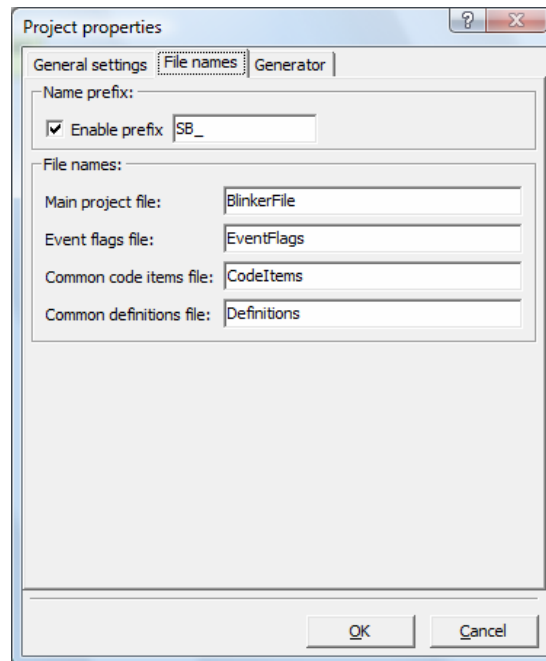 Project properties
General settings File names Generator
Name prefix:
Enable prefix SB_
File names:
Main project file: BlinkerFile
Event flags file: EventFlags
Common code items file: CodeItems
Common definitions file: Definitions
OK Cancel